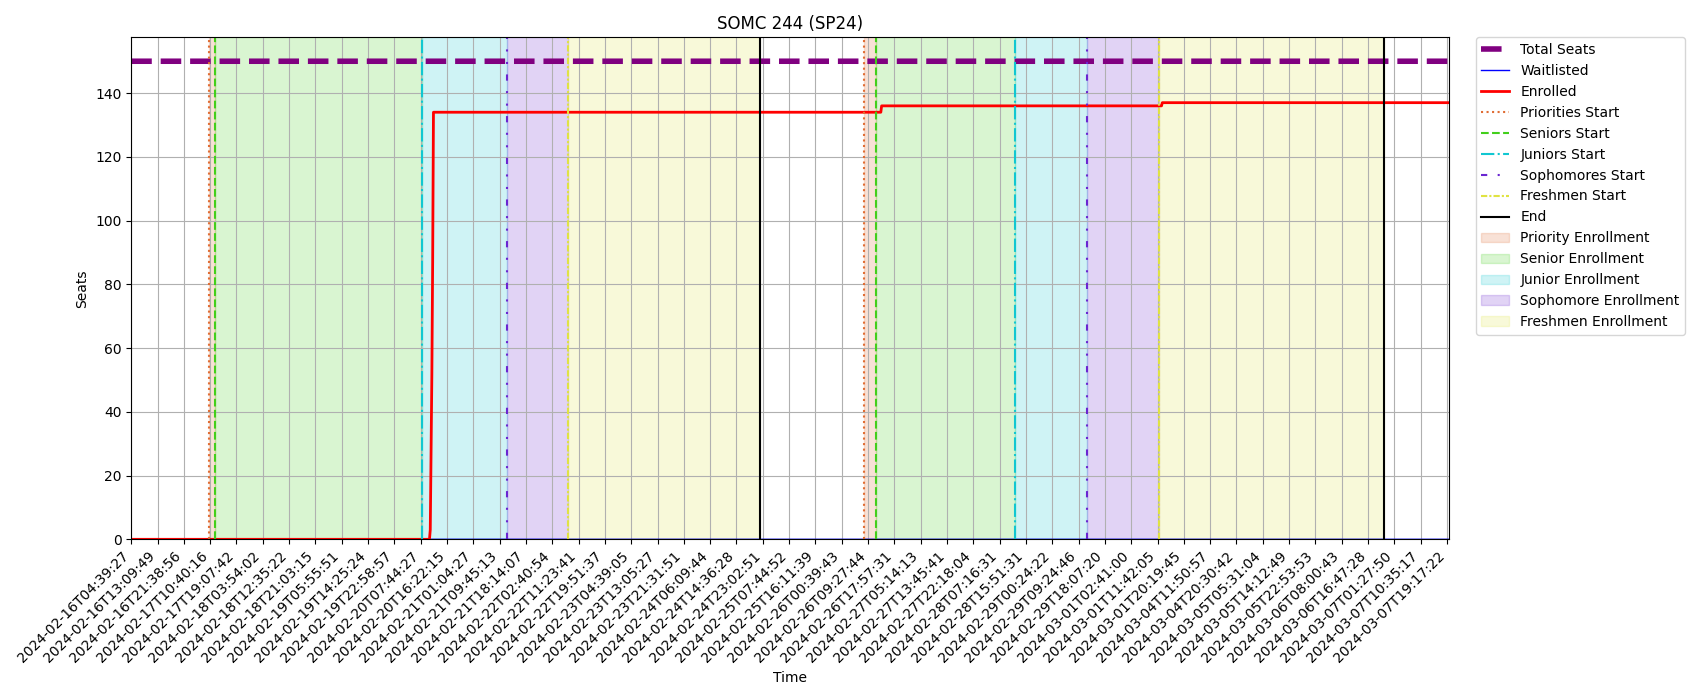 SOMC 244 (SP24)
Total Seats
Waitlisted
Enrolled
Priorities Start
Seniors Start
Juniors Start
Sophomores Start
Freshmen Start
End
Priority Enrollment
Senior Enrollment
Junior Enrollment
Sophomore Enrollment
Freshmen Enrollment
Seats
140
120
100
80
60
40
20
0
2024-02-16T04:39:27
2024-02-16T13:09:49
2024-02-16T21:38:56
2024-02-17T10:40:16
2024-02-17T19:07:42
2024-02-18T03:54:02
2024-02-18T12:35:22
2024-02-18T21:03:15
2024-02-19T05:55:51
2024-02-19T14:25:24
2024-02-19T22:58:57
2024-02-20T07:44:27
2024-02-20T16:22:15
2024-02-21T01:04:27
2024-02-21T09:45:13
2024-02-21T18:14:07
2024-02-22T02:40:54
2024-02-22T11:23:41
2024-02-22T19:51:37
2024-02-23T04:39:05
2024-02-23T13:05:27
2024-02-23T21:31:51
2024-02-24T06:09:44
2024-02-24T14:36:28
2024-02-24T23:02:51
2024-02-25T07:44:52
2024-02-25T16:11:39
2024-02-26T00:39:43
2024-02-26T09:27:44
2024-02-26T17:57:31
2024-02-27T05:14:13
2024-02-27T13:45:41
2024-02-27T22:18:04
2024-02-28T07:16:31
2024-02-28T15:51:31
2024-02-29T00:24:22
2024-02-29T09:24:46
2024-02-29T18:07:20
2024-03-01T02:41:00
2024-03-01T11:42:05
2024-03-01T20:19:45
2024-03-04T11:50:57
2024-03-04T20:30:42
2024-03-05T05:31:04
2024-03-05T14:12:49
2024-03-05T22:53:53
2024-03-06T08:00:43
2024-03-06T16:47:28
2024-03-07T01:27:50
2024-03-07T10:35:17
2024-03-07T19:17:22
Time